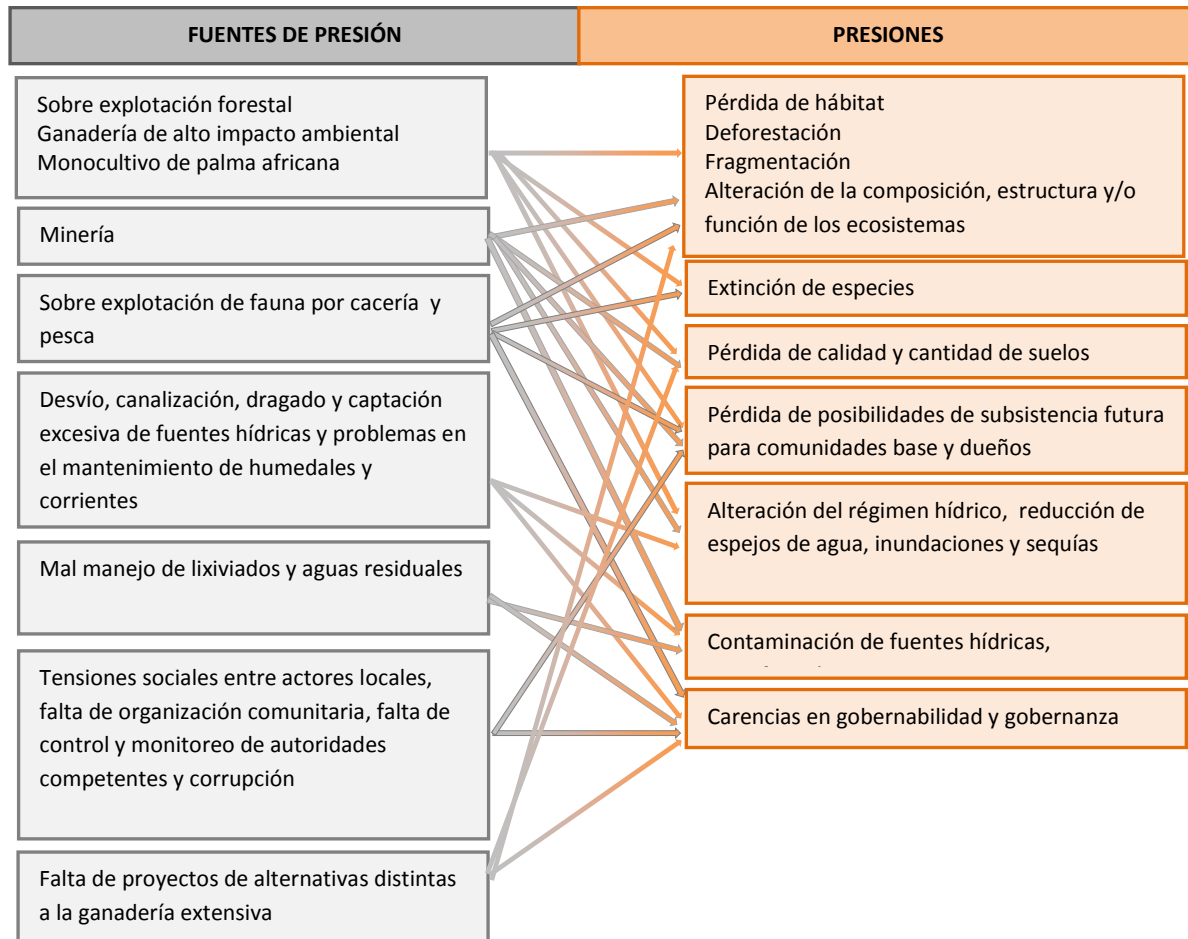 FUENTES DE PRESIÓN
PRESIONES
Sobre explotación forestal
Ganadería de alto impacto ambiental
Monocultivo de palma africana
Minería
Sobre explotación de fauna por cacería y
pesca
Desvío, canalización, dragado y captación
excesiva de fuentes hídricas y problemas en
el mantenimiento de humedales y
corrientes
Mal manejo de lixiviados y aguas residuales
Tensiones sociales entre actores locales,
falta de organización comunitaria, falta de
control y monitoreo de autoridades
competentes y corrupción
Falta de proyectos de alternativas distintas
a la ganadería extensiva
Pérdida de hábitat
Deforestación
Fragmentación
Alteración de la composición, estructura y/o
función de los ecosistemas
Extinción de especies
Pérdida de calidad y cantidad de suelos
Pérdida de posibilidades de subsistencia futura
para comunidades base y dueños
Alteración del régimen hídrico, reducción de
espejos de agua, inundaciones y sequías
Contaminación de fuentes hídricas,
Carencias en gobernabilidad y gobernanza